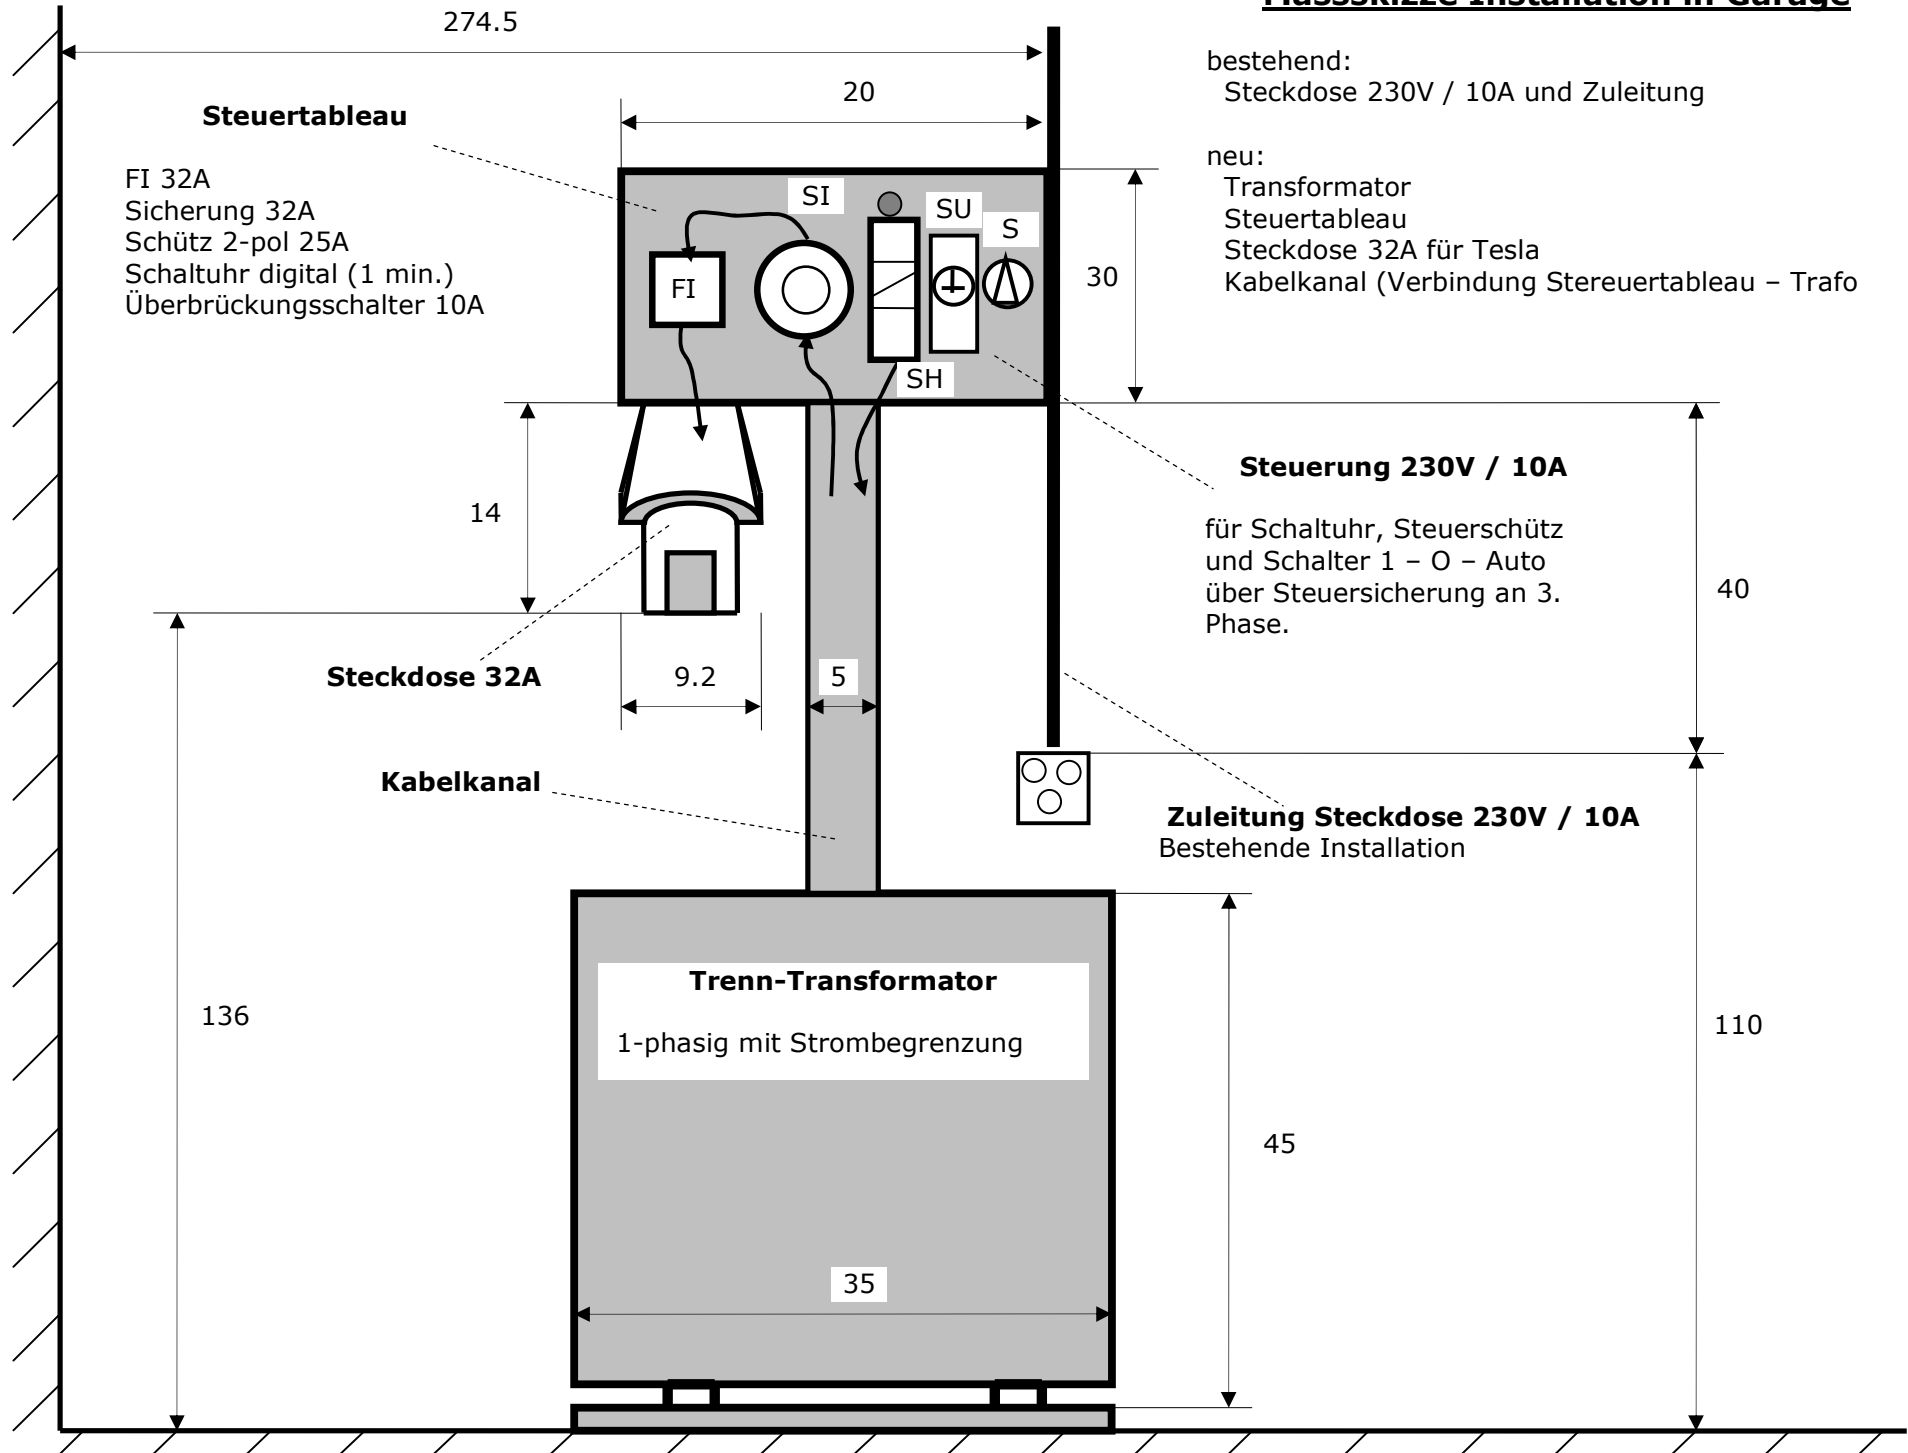 Massskizze Installation in Garage
274.5
bestehend:
Steckdose 230V / 10A und Zuleitung
20
Steuertableau
neu:
Transformator
Steuertableau
Steckdose 32A für Tesla
Kabelkanal (Verbindung Stereuertableau – Trafo
FI 32A
Sicherung 32A
Schütz 2-pol 25A
Schaltuhr digital (1 min.)
Überbrückungsschalter 10A
SI
SU
S
FI
SH
30
14
Steuerung 230V / 10A
für Schaltuhr, Steuerschütz
und Schalter 1 – O – Auto
über Steuersicherung an 3.
Phase.
40
Steckdose 32A
9.2
5
Kabelkanal
Zuleitung Steckdose 230V / 10A
Bestehende Installation
Trenn-Transformator
1-phasig mit Strombegrenzung
136
110
45
35